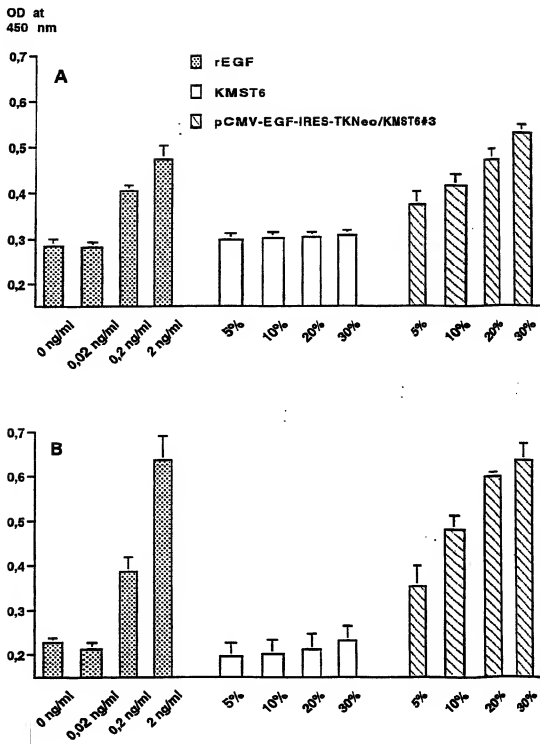 OD at
450 nm
0,7
0,6
0,5
0,4
0,3
0,2
A
rEGF
KMST6
pCMV-EGF-IRES-TKNeo/KMST6#3
0 ng/ml
0,02 ng/ml
0,2 ng/ml
2 ng/ml
5%
10%
20%
30%
5%
10%
20%
30%
0,7
0,6
0,5
0,4
0,3
0,2
B
0 ng/ml
0,02 ng/ml
0,2 ng/ml
2 ng/ml
5%
10%
20%
30%
5%
10%
20%
30%